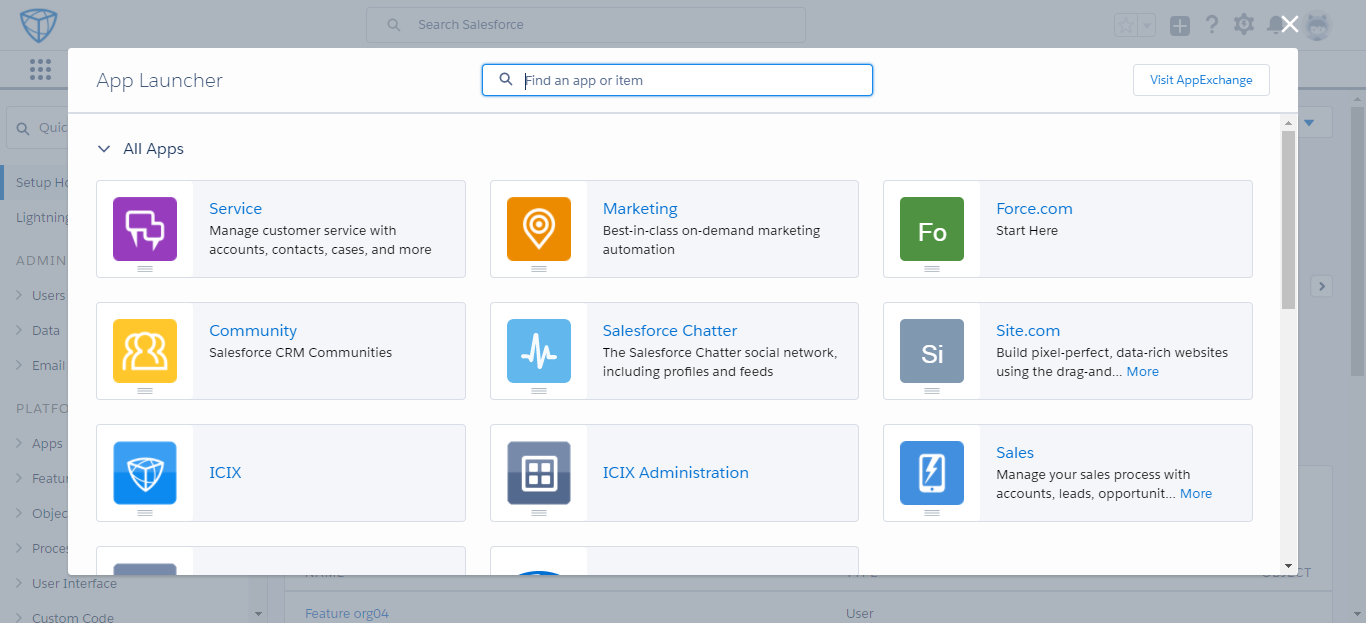 Search Salesforce
App Launcher
Find an app or item
Visit AppExchange
Quic
All Apps
Setup Ho
Service
Manage customer service with
accounts, contacts, cases, and more
Marketing
Best-in-class on-demand marketing
automation
Fo
Force.com
Start Here
Lightning
ADMIN
Users
Data
Email
Community
Salesforce CRM Communities
Salesforce Chatter
The Salesforce Chatter social network,
including profiles and feeds
Si
Site.com
Build pixel-perfect, data-rich websites
using the drag-and... More
PLATFO
Apps
Featur
Objec
Proces
ICIX
ICIX Administration
Sales
Manage your sales process with
accounts, leads, opportunit... More
User Interface
Custom Code
NAME
TYPE
OBJECT
Feature org04
User